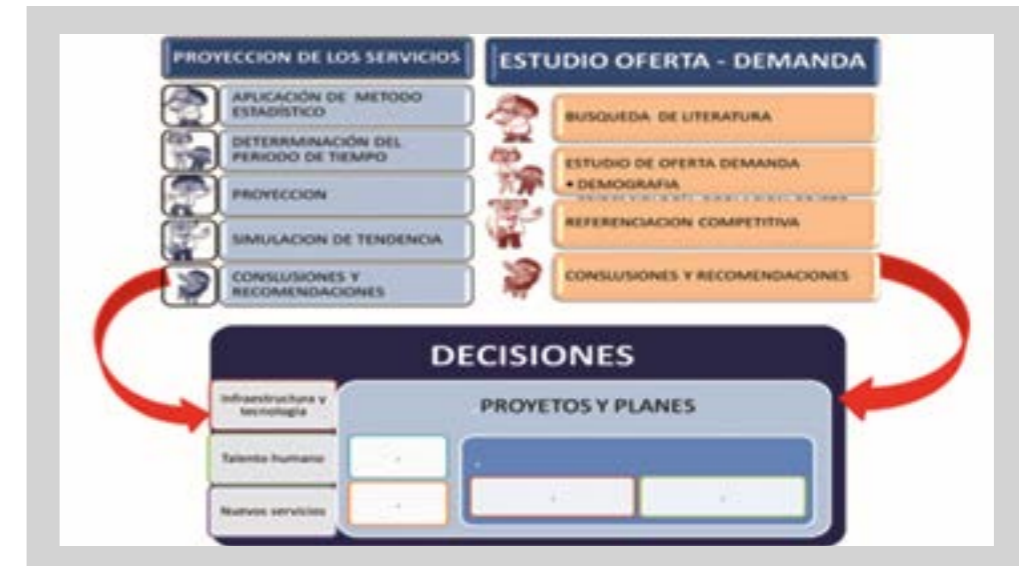 PROYECCION DE LOS SERVICIOS
APLICACIÓN DE METODO
ESTADÍSTICO
DETERRMINACIÓN DEL
PERIODO DE TIEMPO
PROYECCION
SIMULACION DE TENDENCIA
CONSLUSIONES Y
RECOMENDACIONES
ESTUDIO OFERTA - DEMANDA
BUSQUEDA DE LITERATURA
ESTUDIO DE OFERTA DEMANDA
• DEMOGRAFIA
REFERENCIACION COMPETITIVA
CONSLUSIONES Y RECOMENDACIONES
DECISIONES
Infraestructura y
tecnología
Talento humano
Nuevos servicios
PROYETOS Y PLANES